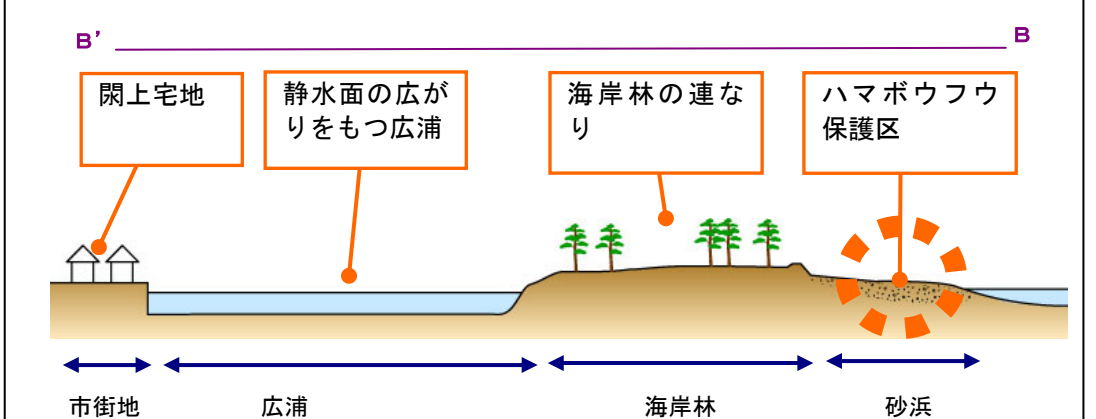 B’
B
閖上宅地
静水面の広が
りをもつ広浦
海岸林の連な
り
ハマボウフウ
保護区
市街地
広浦
海岸林
砂浜